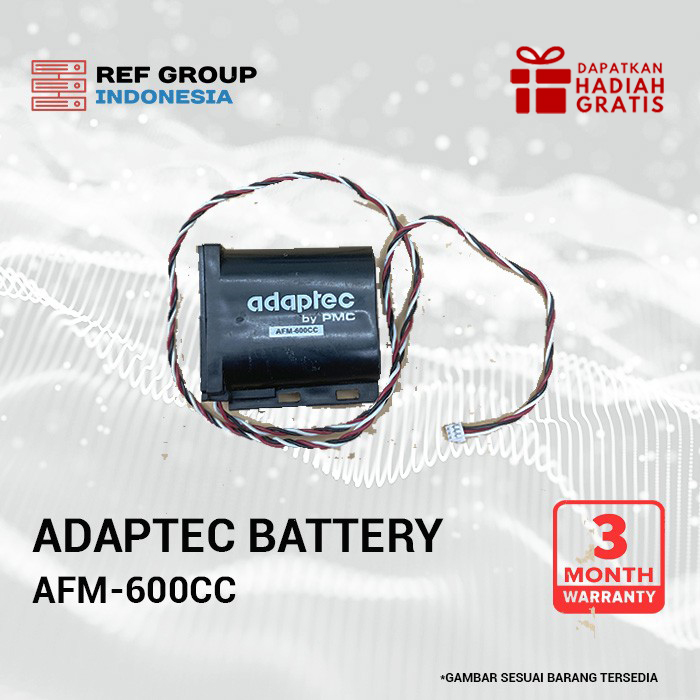 REF GROUP
INDONESIA
DAPATKAN
HADIAH
GRATIS
adaptec
by PMC
AFM-600CC
ADAPTEC BATTERY
AFM-600CC
3
MONTH
WARRANTY
*GAMBAR SESUAI BARANG TERSEDIA